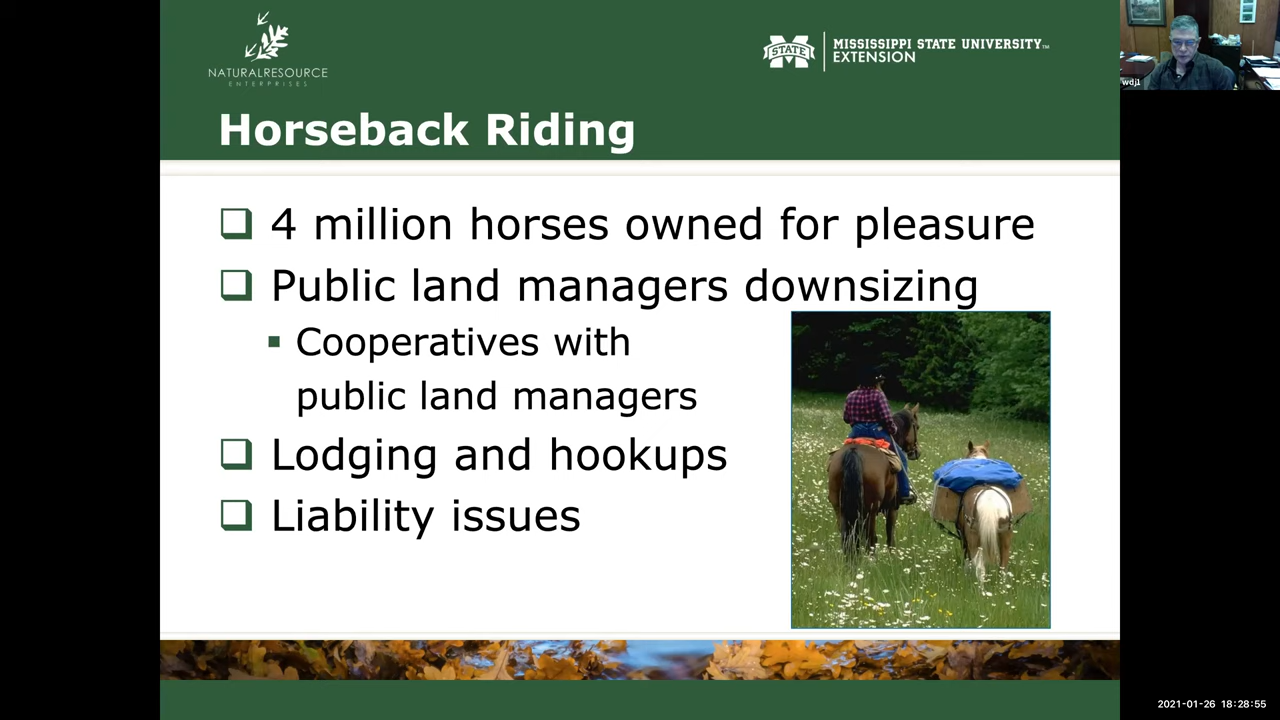 NATURALRESOURCE
ENTERPRISES
STATE
MISSISSIPPI STATE UNIVERSITY™
EXTENSION
wdj1
Horseback Riding
4 million horses owned for pleasure
Public land managers downsizing
Cooperatives with
public land managers
Lodging and hookups
Liability issues
2021-01-26 18:28:55